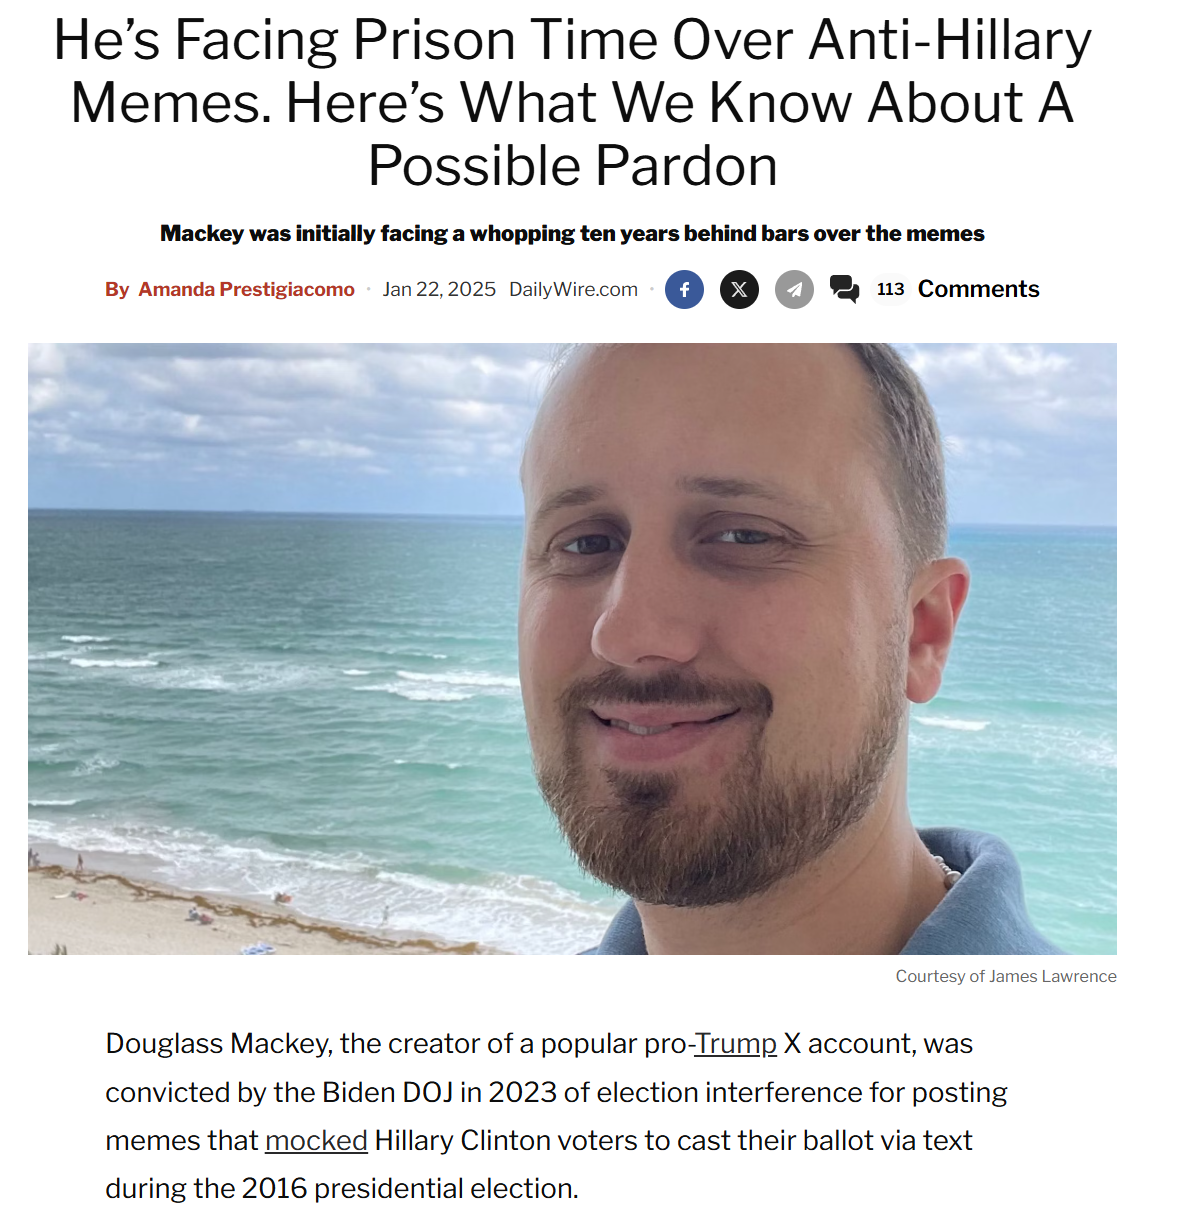 He’s Facing Prison Time Over Anti-Hillary
Memes. Here’s What We Know About A
Possible Pardon
Mackey was initially facing a whopping ten years behind bars over the memes
By Amanda Prestigiacomo · Jan 22, 2025 DailyWire.com · f X 113 Comments
Courtesy of James Lawrence
Douglass Mackey, the creator of a popular pro-Trump X account, was
convicted by the Biden DOJ in 2023 of election interference for posting
memes that mocked Hillary Clinton voters to cast their ballot via text
during the 2016 presidential election.